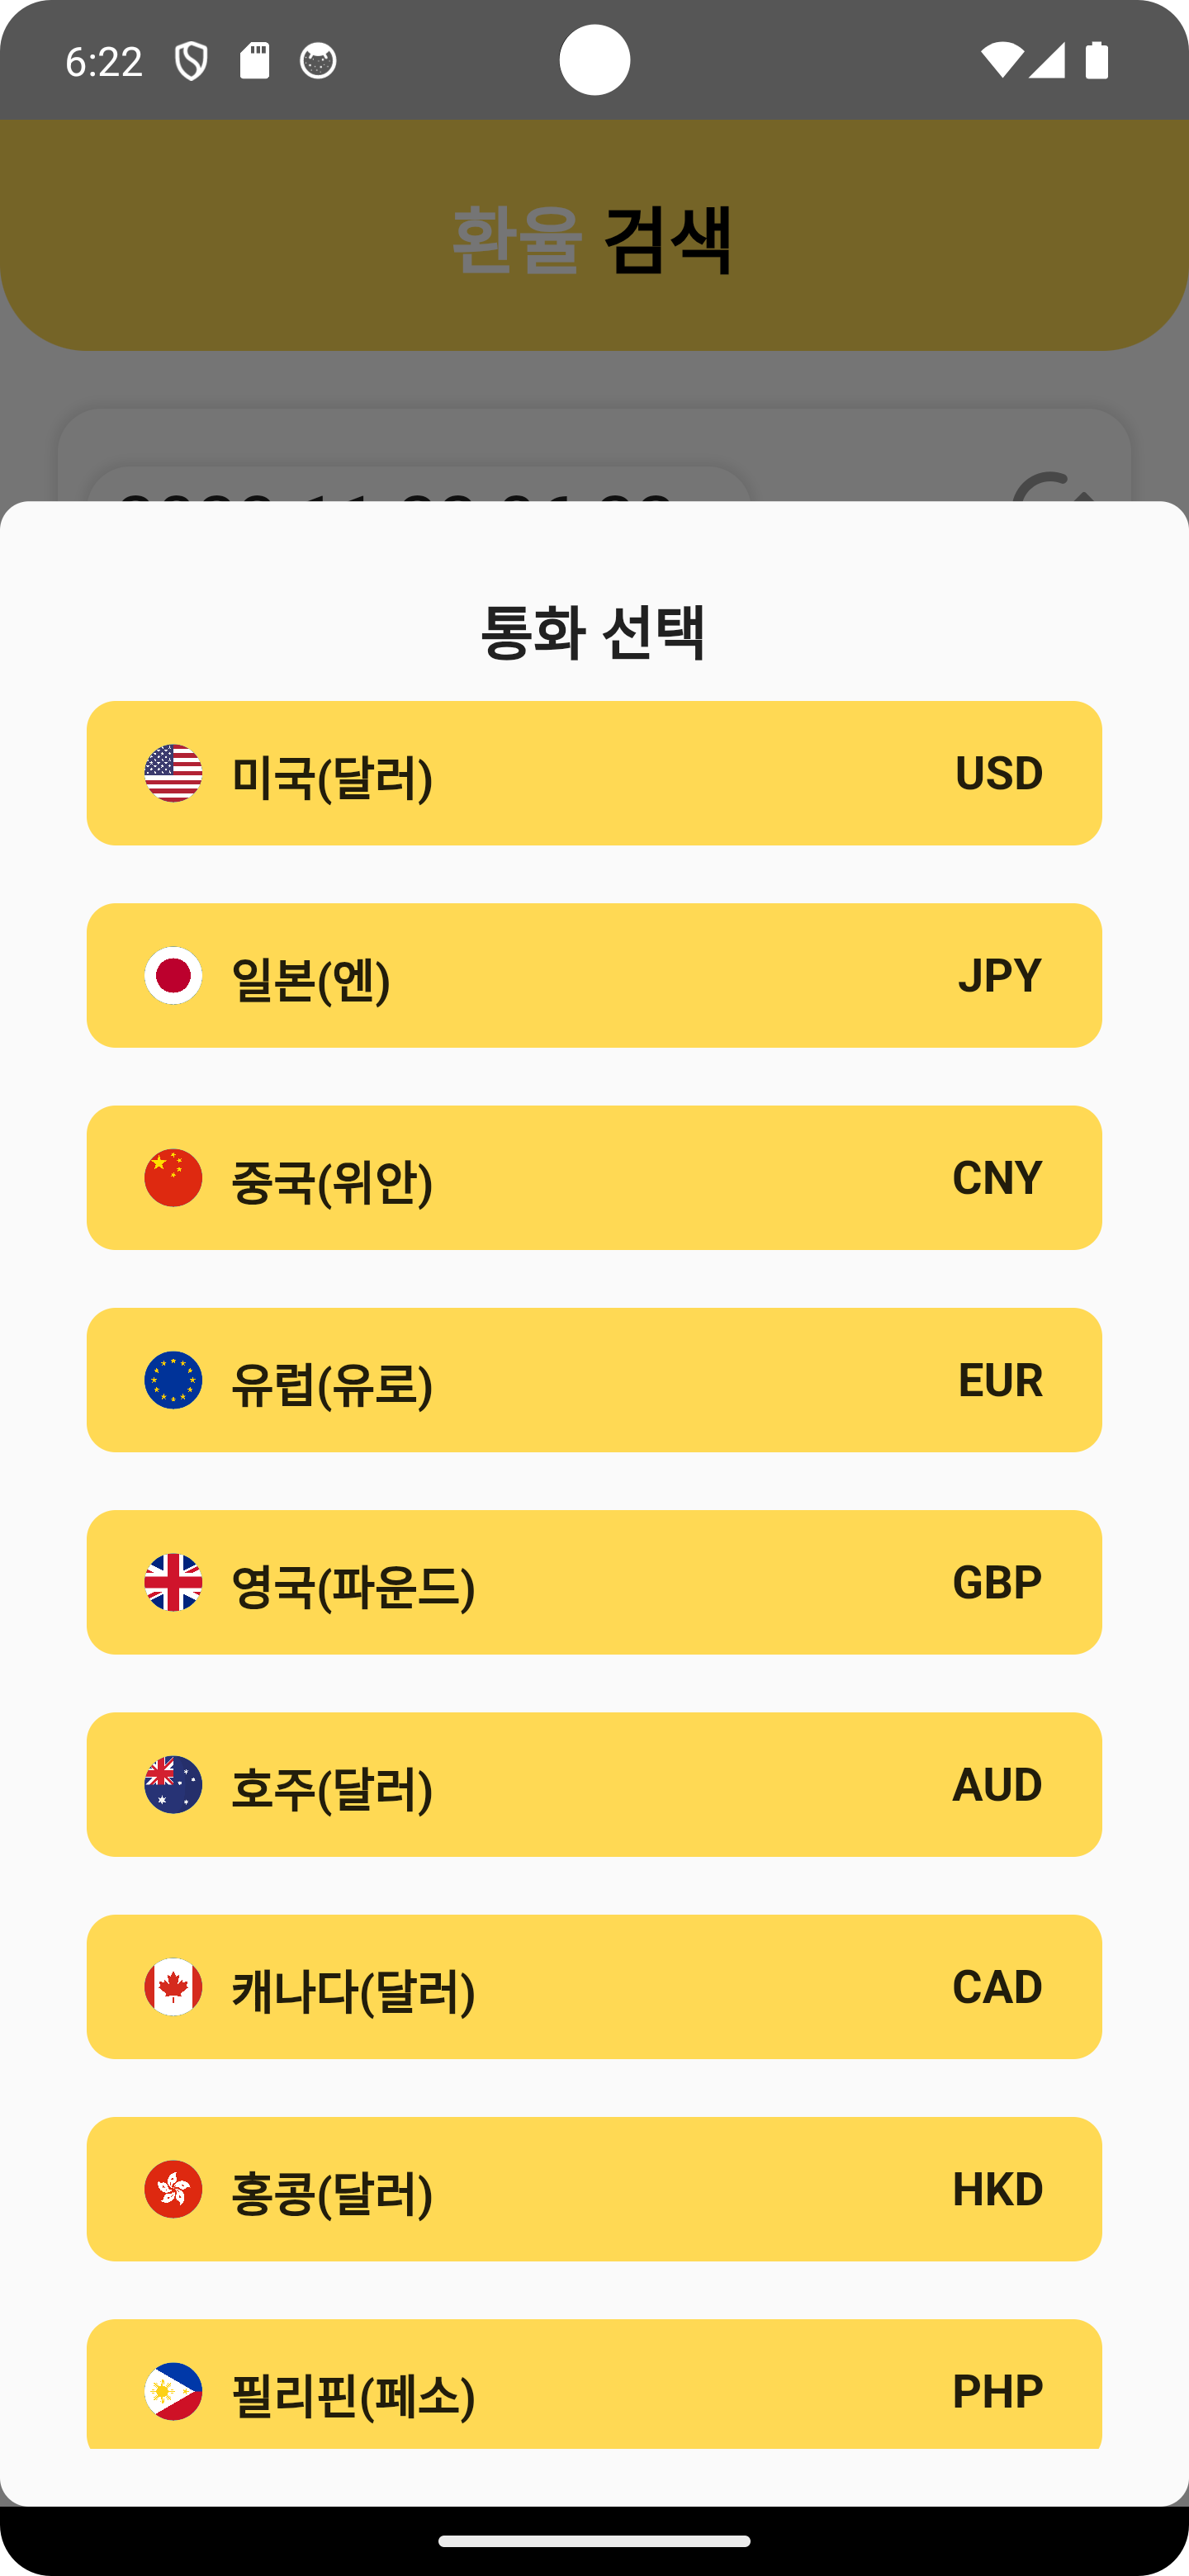 6:22
환율 검색
통화 선택
미국(달러) USD
일본(엔) JPY
중국(위안) CNY
유럽(유로) EUR
영국(파운드) GBP
호주(달러) AUD
캐나다(달러) CAD
홍콩(달러) HKD
필리핀(페소) PHP